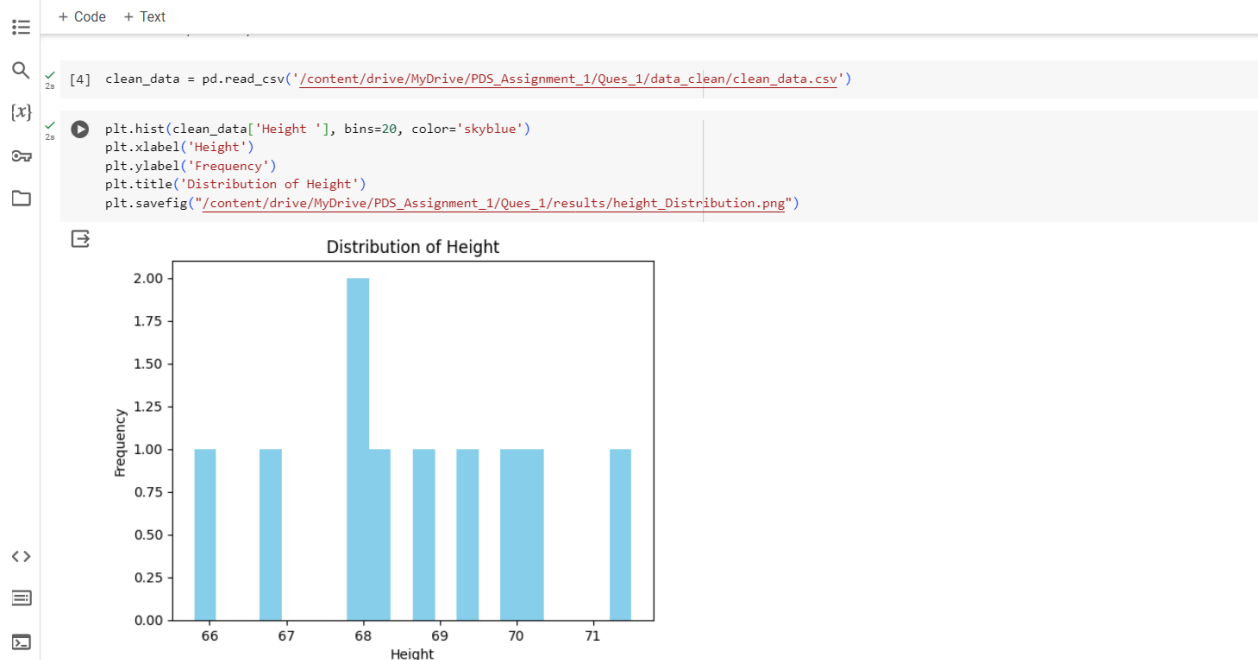 + Code + Text
[4] clean_data = pd.read_csv('/content/drive/MyDrive/PDS_Assignment_1/Ques_1/data_clean/clean_data.csv')
2s
{x}
plt.hist(clean_data['Height '], bins=20, color='skyblue')
2s
plt.xlabel('Height')
plt.ylabel('Frequency')
plt.title('Distribution of Height')
plt.savefig("/content/drive/MyDrive/PDS_Assignment_1/Ques_1/results/height_Distribution.png")
Distribution of Height
2.00
1.75
1.50
1.25
1.00
0.75
0.50
0.25
0.00
Frequency
66 67 68 69 70 71
Height